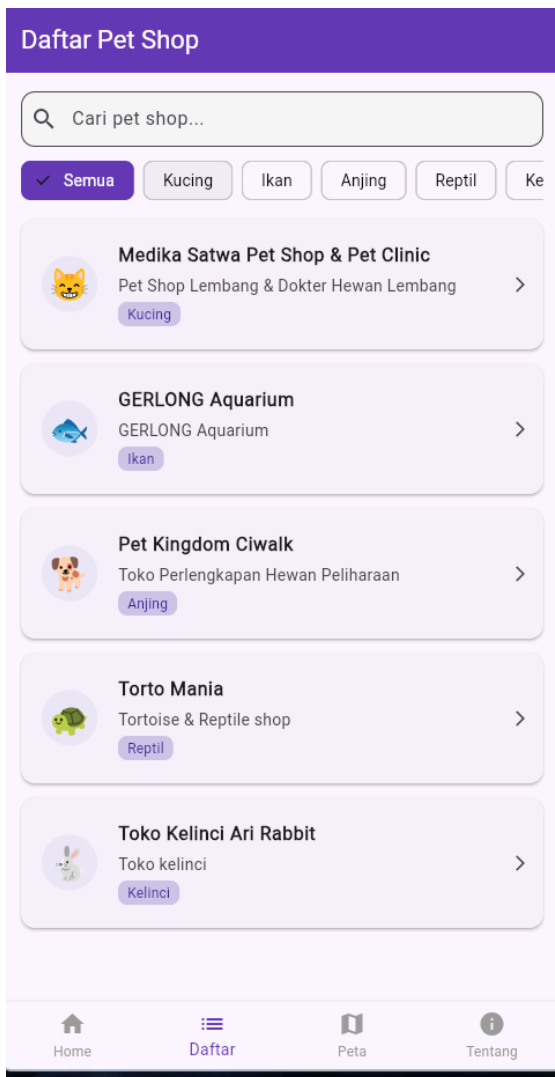 Daftar Pet Shop
Cari pet shop...
Semua
Kucing
Ikan
Anjing
Reptil
Ke
Medika Satwa Pet Shop & Pet Clinic
Pet Shop Lembang & Dokter Hewan Lembang
Kucing
GERLONG Aquarium
GERLONG Aquarium
Ikan
Pet Kingdom Ciwalk
Toko Perlengkapan Hewan Peliharaan
Anjing
Torto Mania
Tortoise & Reptile shop
Reptil
Toko Kelinci Ari Rabbit
Toko kelinci
Kelinci
Home
Daftar
Peta
Tentang